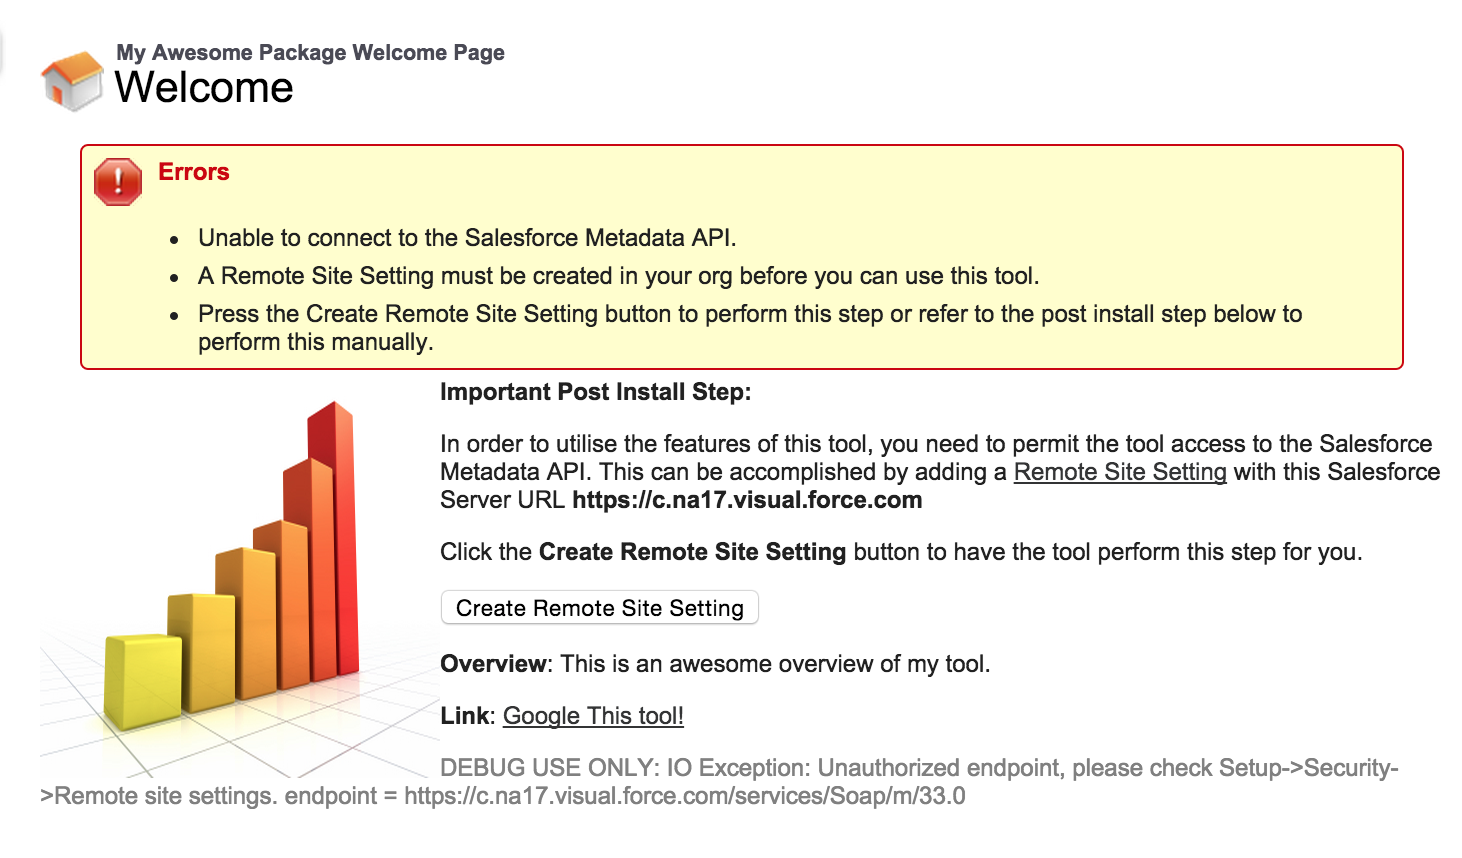 My Awesome Package Welcome Page
Welcome
Errors
Unable to connect to the Salesforce Metadata API.
A Remote Site Setting must be created in your org before you can use this tool.
Press the Create Remote Site Setting button to perform this step or refer to the post install step below to
perform this manually.
Important Post Install Step:
In order to utilise the features of this tool, you need to permit the tool access to the Salesforce
Metadata API. This can be accomplished by adding a Remote Site Setting with this Salesforce
Server URL https://c.na17.visual.force.com
Click the Create Remote Site Setting button to have the tool perform this step for you.
Create Remote Site Setting
Overview: This is an awesome overview of my tool.
Link: Google This tool!
DEBUG USE ONLY: IO Exception: Unauthorized endpoint, please check Setup->Security-
>Remote site settings. endpoint = https://c.na17.visual.force.com/services/Soap/m/33.0